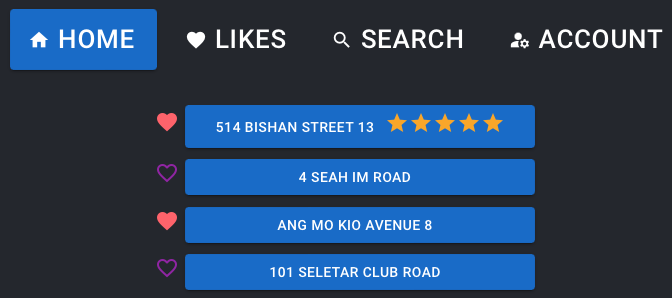 HOME LIKES SEARCH ACCOUNT
514 BISHAN STREET 13
4 SEAH IM ROAD
ANG MO KIO AVENUE 8
101 SELETAR CLUB ROAD